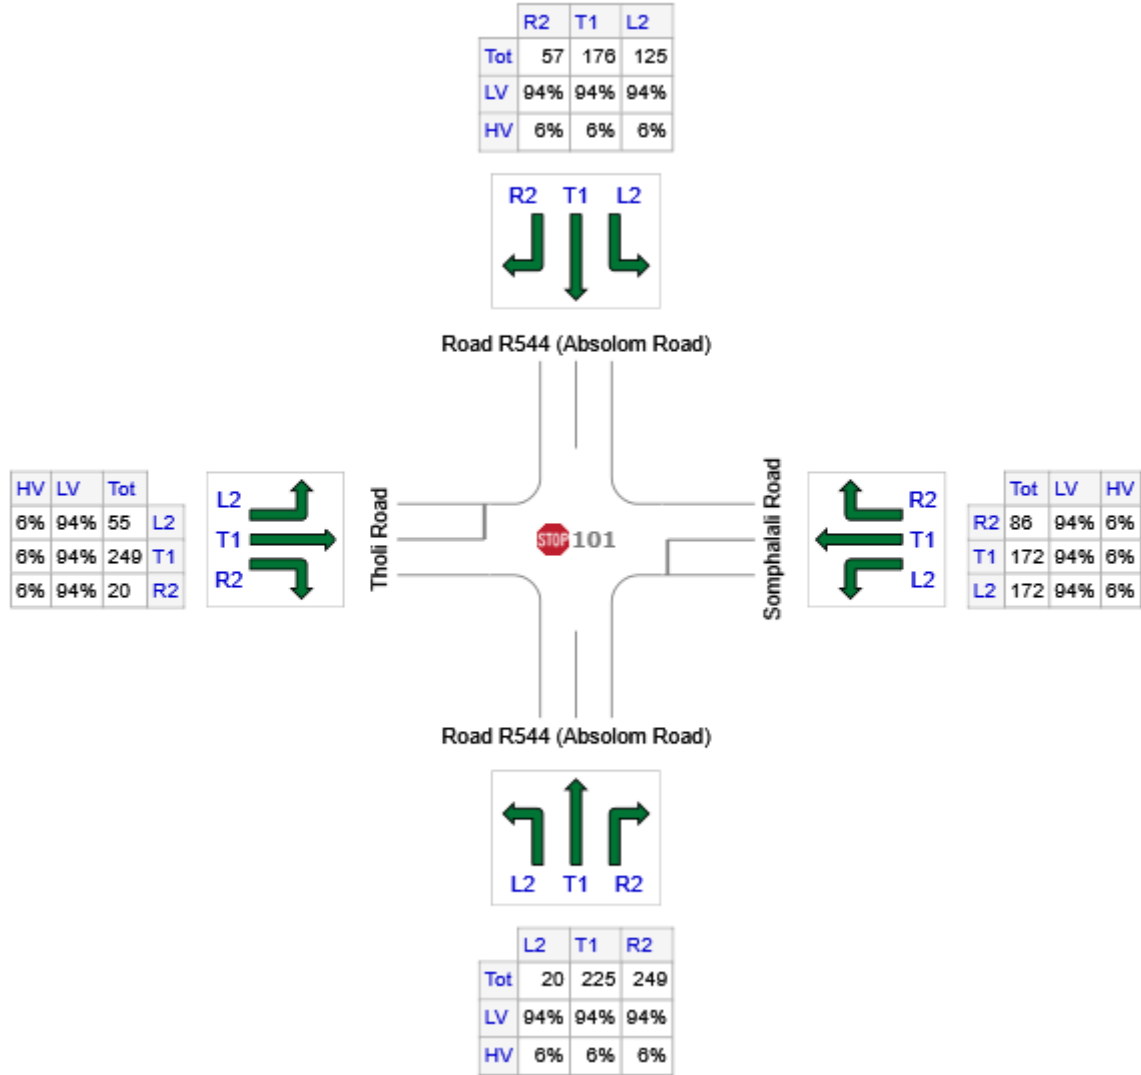 R2 T1 L2
Tot 57 176 125
LV 94% 94% 94%
HV 6% 6% 6%
R2 T1 L2
Road R544 (Absolom Road)
HV LV Tot
6% 94% 55 L2
6% 94% 249 T1
6% 94% 20 R2
L2
T1
R2
Tholi Road
STOP 101
Somphalali Road
R2
T1
L2
Tot LV HV
R2 86 94% 6%
T1 172 94% 6%
L2 172 94% 6%
Road R544 (Absolom Road)
L2 T1 R2
L2 T1 R2
Tot 20 225 249
LV 94% 94% 94%
HV 6% 6% 6%